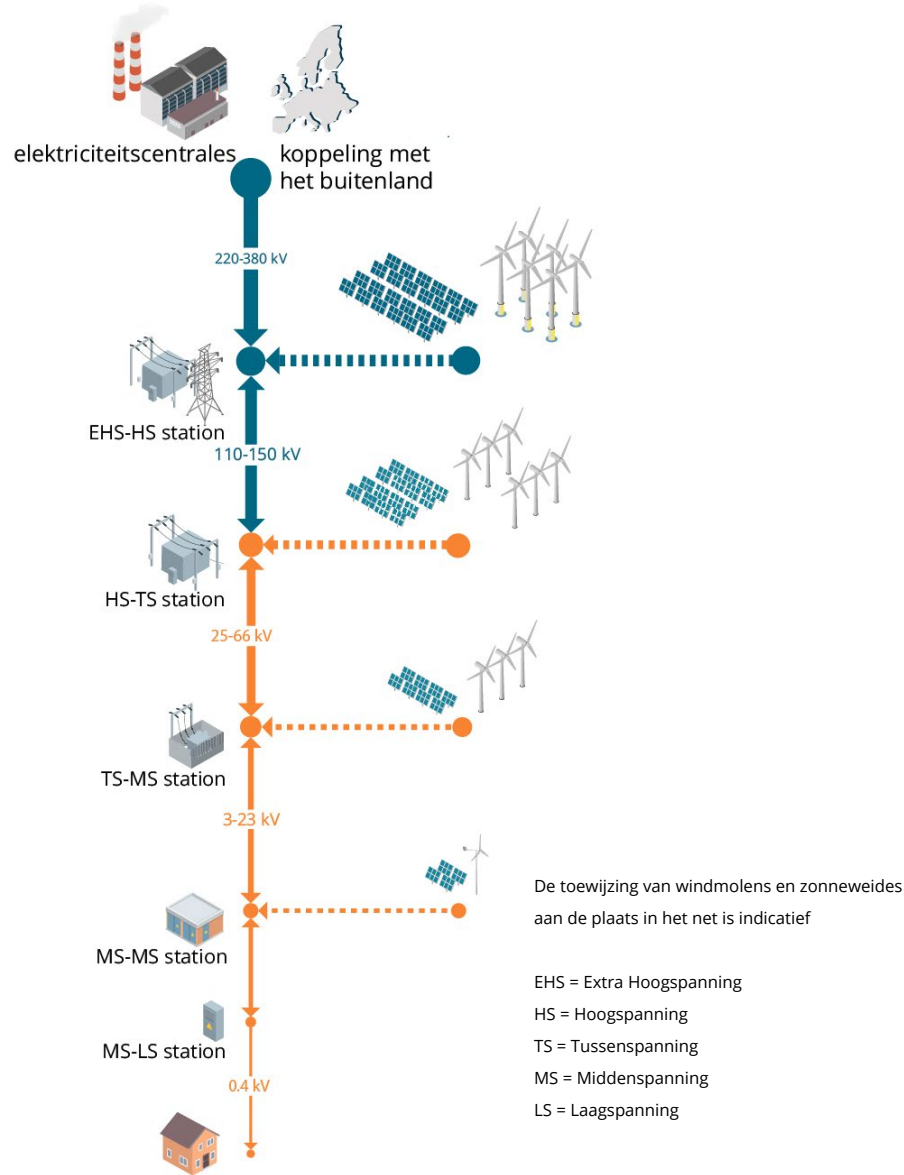 elektriciteitscentrales
koppeling met
het buitenland
220-380 kV
EHS-HS station
110-150 kV
HS-TS station
25-66 kV
TS-MS station
3-23 kV
MS-MS station
MS-LS station
0.4 kV
De toewijzing van windmolens en zonneweides
aan de plaats in het net is indicatief
EHS = Extra Hoogspanning
HS = Hoogspanning
TS = Tussenspanning
MS = Middenspanning
LS = Laagspanning